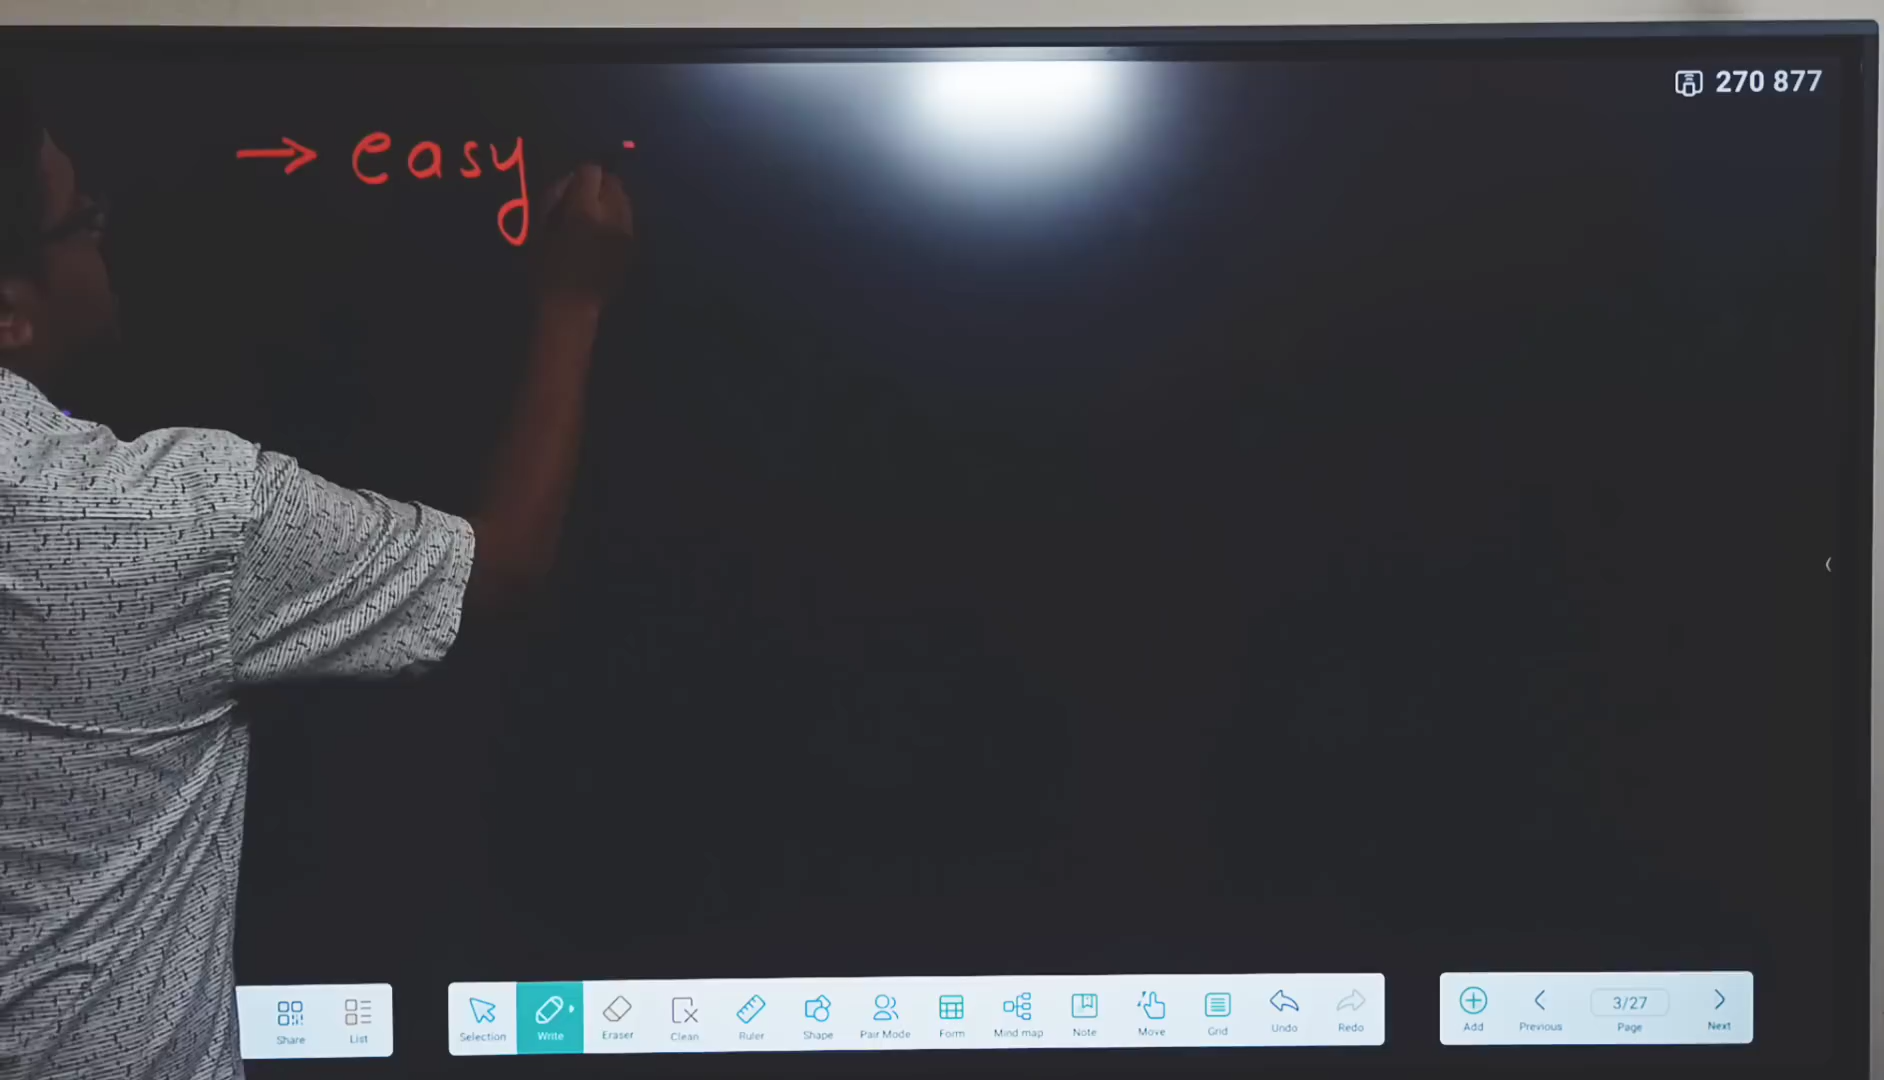 270 877
→ easy
Share List Selection Write Eraser Clean Ruler Shape Pair Mode Form Mind map Note Move Grid Undo Redo Add Previous 3/27 Page Next